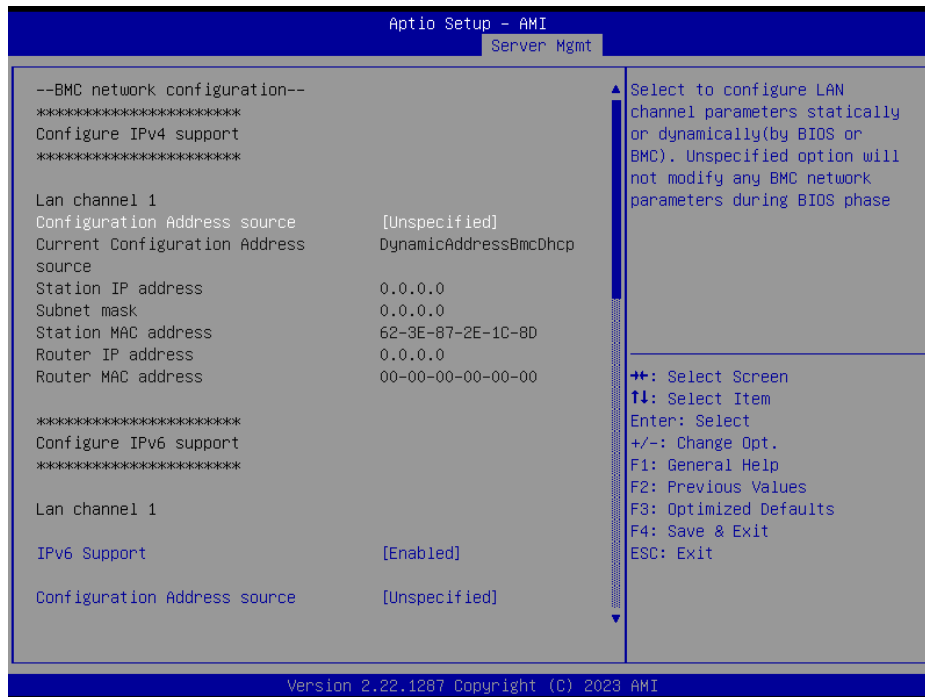 Aptio Setup – AMI
Server Mgmt
--BMC network configuration--
************************
Configure IPv4 support
************************
Lan channel 1
Configuration Address source [Unspecified]
Current Configuration Address DynamicAddressBmcDhcp
source
Station IP address 0.0.0.0
Subnet mask 0.0.0.0
Station MAC address 62-3E-87-2E-1C-8D
Router IP address 0.0.0.0
Router MAC address 00-00-00-00-00-00
************************
Configure IPv6 support
************************
Lan channel 1
IPv6 Support [Enabled]
Configuration Address source [Unspecified]
Select to configure LAN
channel parameters statically
or dynamically(by BIOS or
BMC). Unspecified option will
not modify any BMC network
parameters during BIOS phase
→←: Select Screen
↑↓: Select Item
Enter: Select
+/-: Change Opt.
F1: General Help
F2: Previous Values
F3: Optimized Defaults
F4: Save & Exit
ESC: Exit
Version 2.22.1287 Copyright (C) 2023 AMI